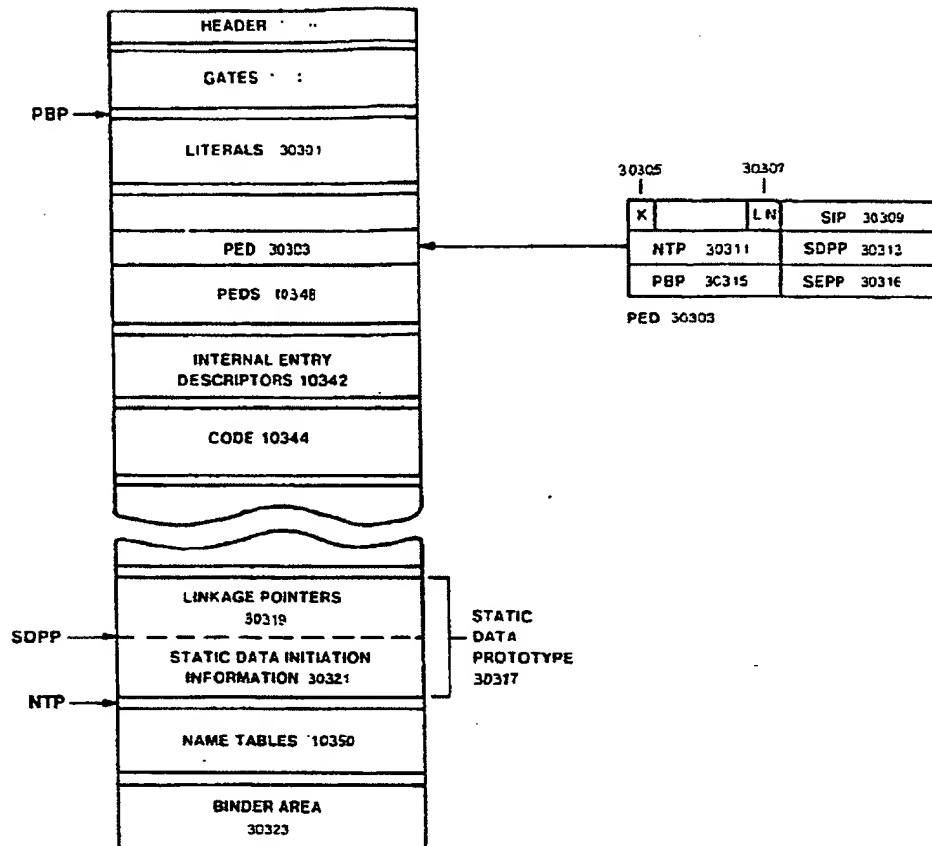 HEADER
GATES
PBP
LITERALS 30301
30305
30307
K
LN
SIP 30309
PED 30303
NTP 30311
SDPP 30313
PEDS 10348
PBP 30315
SEPP 30316
PED 30303
INTERNAL ENTRY
DESCRIPTORS 10342
CODE 10344
LINKAGE POINTERS
30319
SDPP
STATIC DATA INITIATION
INFORMATION 30321
STATIC
DATA
PROTOTYPE
30317
NTP
NAME TABLES 10350
BINDER AREA
30323